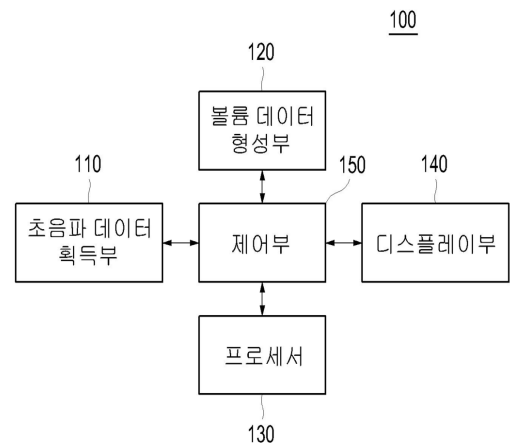 100
120
볼륨 데이터
형성부
110
초음파 데이터
획득부
150
제어부
140
디스플레이부
프로세서
130